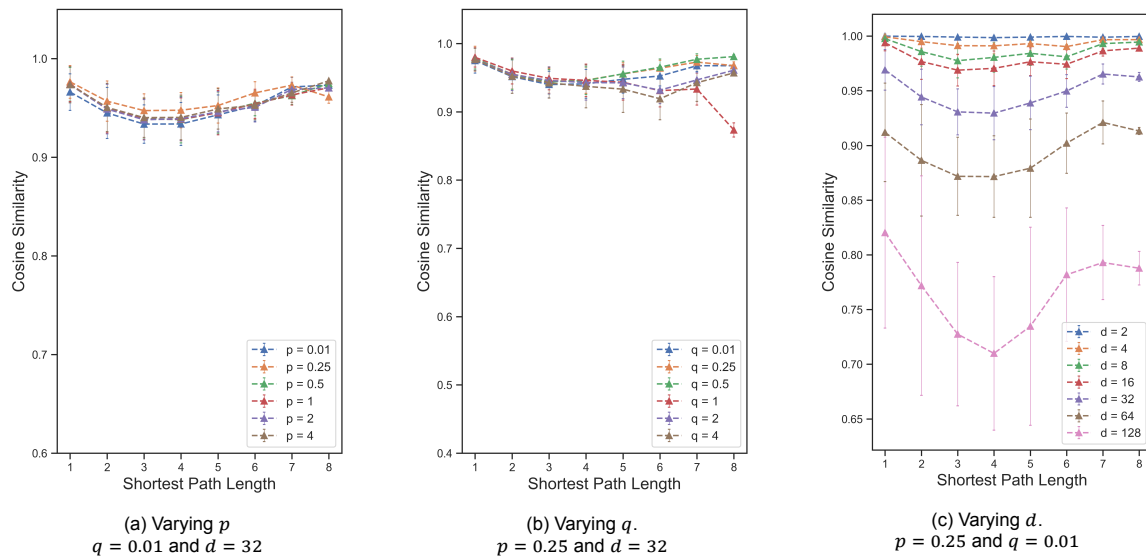 1.0
0.9
0.8
0.7
0.6
Cosine Similarity
p = 0.01
p = 0.25
p = 0.5
p = 1
p = 2
p = 4
1 2 3 4 5 6 7 8
Shortest Path Length
(a) Varying p
q = 0.01 and d = 32
1.0
0.9
0.8
0.7
0.6
0.5
0.4
Cosine Similarity
q = 0.01
q = 0.25
q = 0.5
q = 1
q = 2
q = 4
1 2 3 4 5 6 7 8
Shortest Path Length
(b) Varying q.
p = 0.25 and d = 32
1.00
0.95
0.90
0.85
0.80
0.75
0.70
0.65
Cosine Similarity
d = 2
d = 4
d = 8
d = 16
d = 32
d = 64
d = 128
1 2 3 4 5 6 7 8
Shortest Path Length
(c) Varying d.
p = 0.25 and q = 0.01